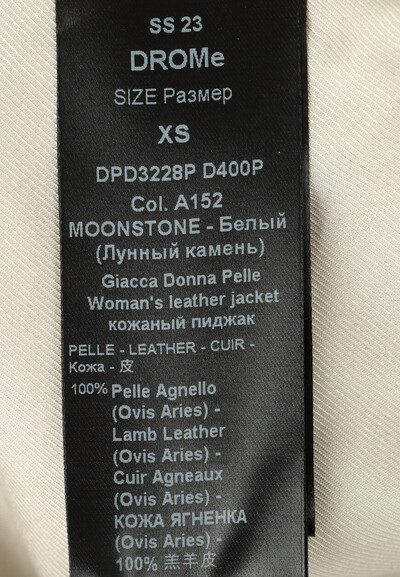 SS 23
DROMe
SIZE Размер
XS
DPD3228P D400P
Col. A152
MOONSTONE - Белый
(Лунный камень)
Giacca Donna Pelle
Woman's leather jacket
кожаный пиджак
PELLE - LEATHER - CUIR -
Кожа - 皮
100% Pelle Agnello
(Ovis Aries) -
Lamb Leather
(Ovis Aries) -
Cuir Agneaux
(Ovis Aries) -
КОЖА ЯГНЕНКА
(Ovis Aries) -
100% 羔羊皮